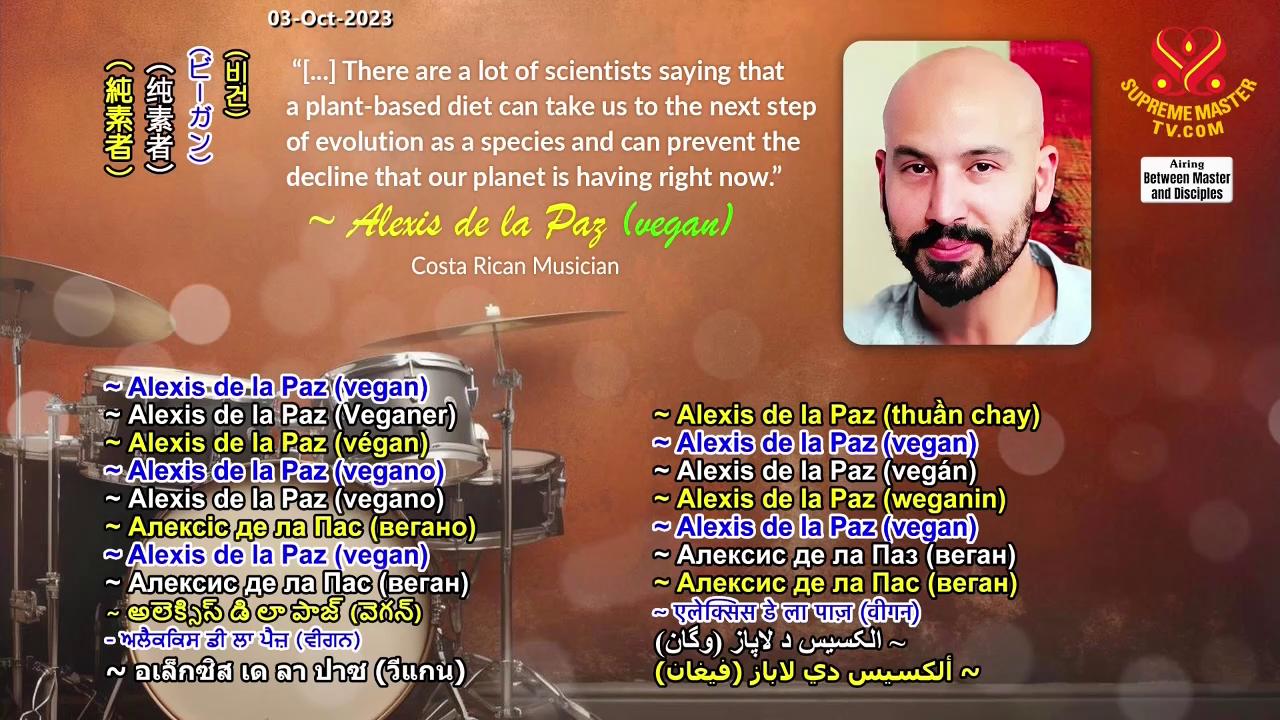 03-Oct-2023
(비건)
(ビーガン)
(纯素者)
(純素者)
“[...] There are a lot of scientists saying that
a plant-based diet can take us to the next step
of evolution as a species and can prevent the
decline that our planet is having right now.”
~ Alexis de la Paz (vegan)
Costa Rican Musician
SUPREME MASTER
TV.COM
Airing
Between Master
and Disciples
~ Alexis de la Paz (vegan)
~ Alexis de la Paz (Veganer)
~ Alexis de la Paz (végan)
~ Alexis de la Paz (vegano)
~ Alexis de la Paz (vegano)
~ Алексіс де ла Пас (вегано)
~ Alexis de la Paz (vegan)
~ Алексис де ла Пас (веган)
~ అలెక్సిస్ డి లా పాజ్ (వెగన్)
- ਅਲੈਕਕਿਸ ਡੀ ਲਾ ਪੈਜ਼ (ਵੀਗਨ)
~ อเล็กซิส เด ลา ปาซ (วีแกน)
~ Alexis de la Paz (thuần chay)
~ Alexis de la Paz (vegan)
~ Alexis de la Paz (vegán)
~ Alexis de la Paz (weganin)
~ Alexis de la Paz (vegan)
~ Алексис де ла Паз (веган)
~ Алексис де ла Пас (веган)
~ एलेक्सिस डे ला पाज़ (वीगन)
~ الکسیس د لاپاز (وگان)
~ ألكسيس دي لاباز (فيغان)